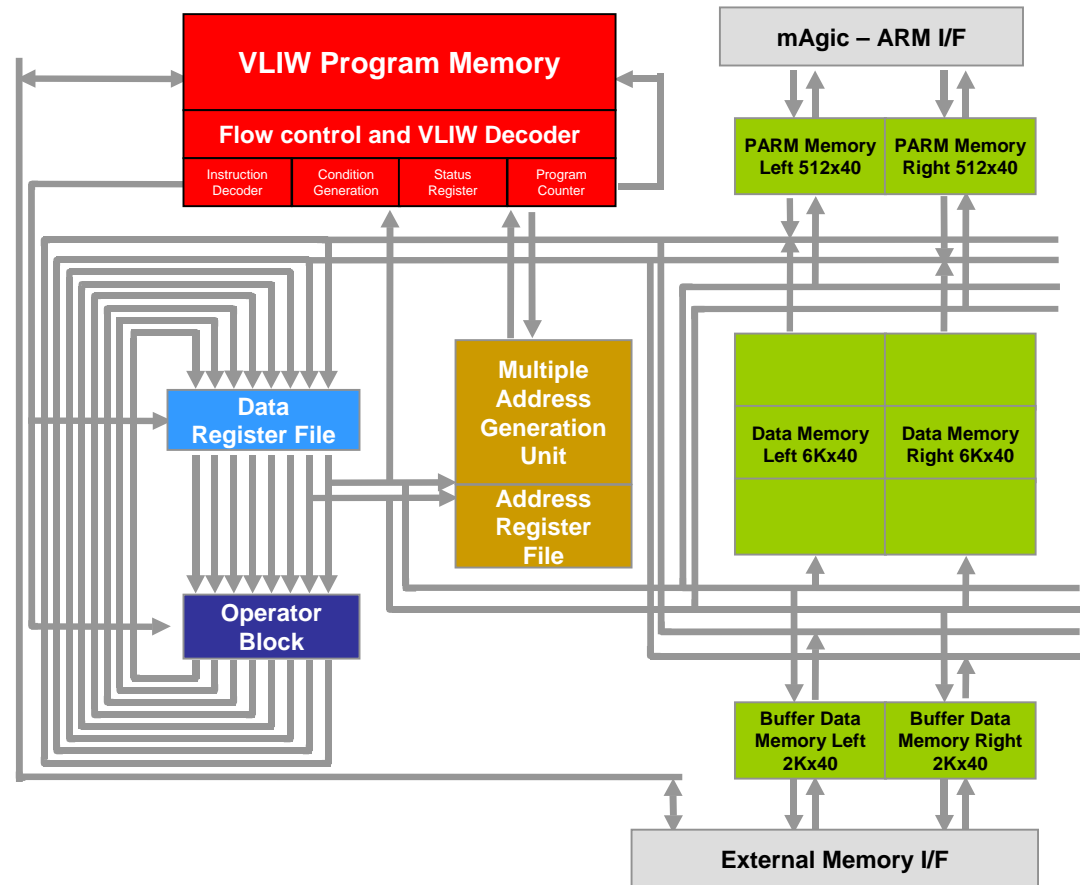 VLIW Program Memory
Flow control and VLIW Decoder
Instruction
Decoder
Condition
Generation
Status
Register
Program
Counter
mAgic – ARM I/F
PARM Memory
Left 512x40
PARM Memory
Right 512x40
Data
Register File
Multiple
Address
Generation
Unit
Address
Register
File
Data Memory
Left 6Kx40
Data Memory
Right 6Kx40
Operator
Block
Buffer Data
Memory Left
2Kx40
Buffer Data
Memory Right
2Kx40
External Memory I/F